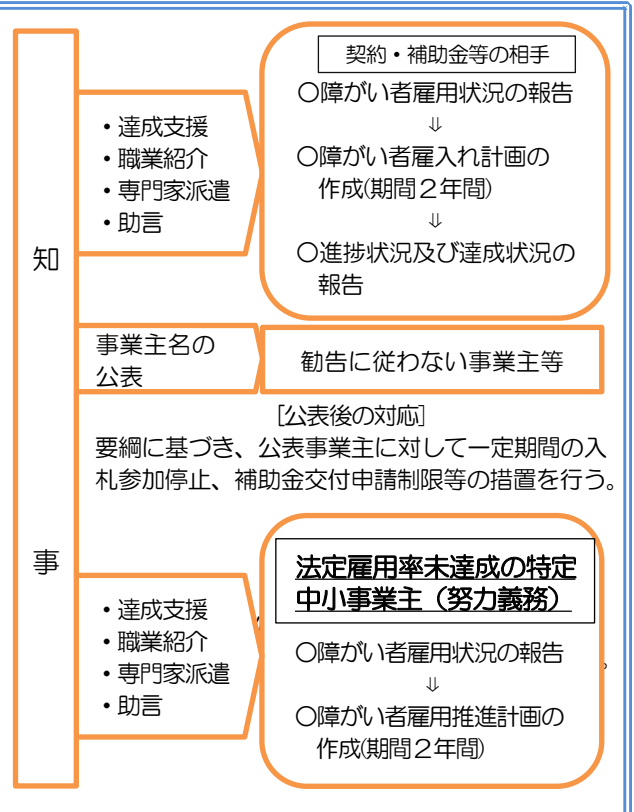 知
事
・達成支援
・職業紹介
・専門家派遣
・助言
契約・補助金等の相手
〇障がい者雇用状況の報告
⇓
〇障がい者雇入れ計画の
作成(期間２年間)
⇓
〇進捗状況及び達成状況の
報告
事業主名の
公表
勧告に従わない事業主等
[公表後の対応]
要綱に基づき、公表事業主に対して一定期間の入
札参加停止、補助金交付申請制限等の措置を行う。
・達成支援
・職業紹介
・専門家派遣
・助言
法定雇用率未達成の特定
中小事業主（努力義務）
〇障がい者雇用状況の報告
⇓
〇障がい者雇用推進計画の
作成(期間２年間)
。